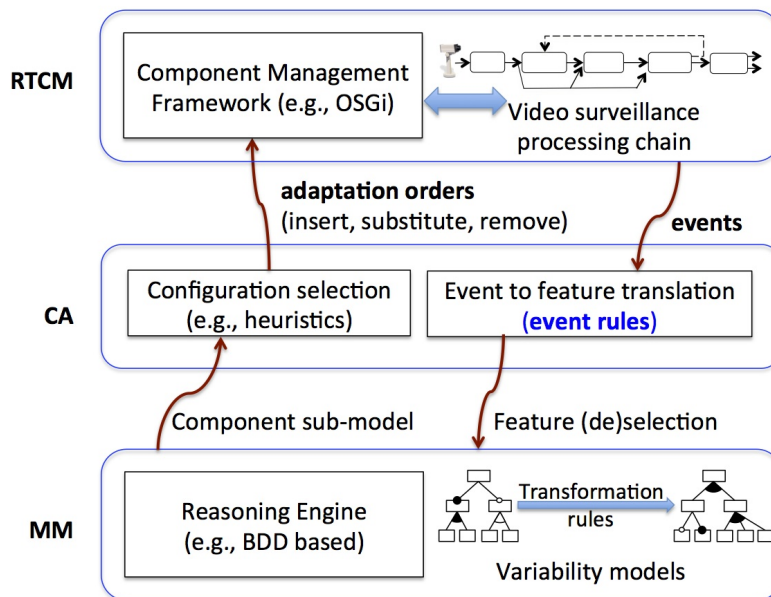 RTCM
Component Management
Framework (e.g., OSGi)
Video surveillance
processing chain
adaptation orders
(insert, substitute, remove)
events
CA
Configuration selection
(e.g., heuristics)
Event to feature translation
(event rules)
Component sub-model
Feature (de)selection
MM
Reasoning Engine
(e.g., BDD based)
Transformation
rules
Variability models